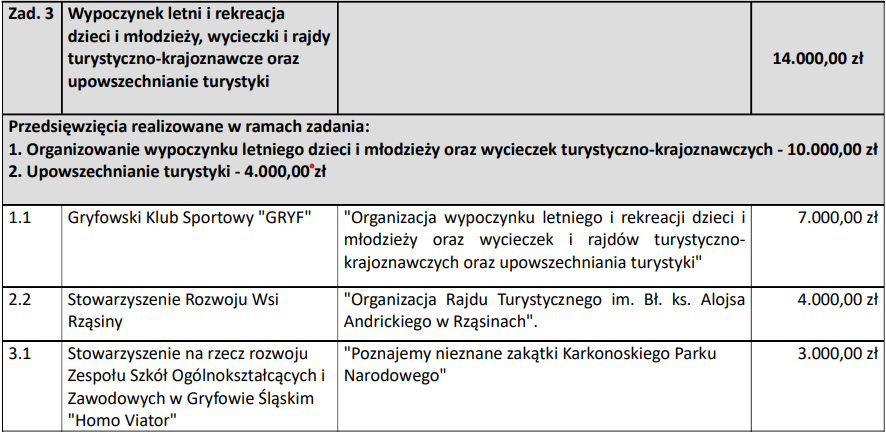 Zad. 3 Wypoczynek letni i rekreacja
dzieci i młodzieży, wycieczki i rajdy
turystyczno-krajoznawcze oraz
upowszechnianie turystyki
14.000,00 zł
Przedsięwzięcia realizowane w ramach zadania:
1. Organizowanie wypoczynku letniego dzieci i młodzieży oraz wycieczek turystyczno-krajoznawczych - 10.000,00 zł
2. Upowszechnianie turystyki - 4.000,00 zł
1.1 Gryfowski Klub Sportowy "GRYF"
"Organizacja wypoczynku letniego i rekreacji dzieci i
młodzieży oraz wycieczek i rajdów turystyczno-
krajoznawczych oraz upowszechniania turystyki"
7.000,00 zł
2.2 Stowarzyszenie Rozwoju Wsi
Rząsiny
"Organizacja Rajdu Turystycznego im. Bł. ks. Alojsa
Andrickiego w Rząsinach".
4.000,00 zł
3.1 Stowarzyszenie na rzecz rozwoju
Zespołu Szkół Ogólnokształcących i
Zawodowych w Gryfowie Śląskim
"Homo Viator"
"Poznajemy nieznane zakątki Karkonoskiego Parku
Narodowego"
3.000,00 zł